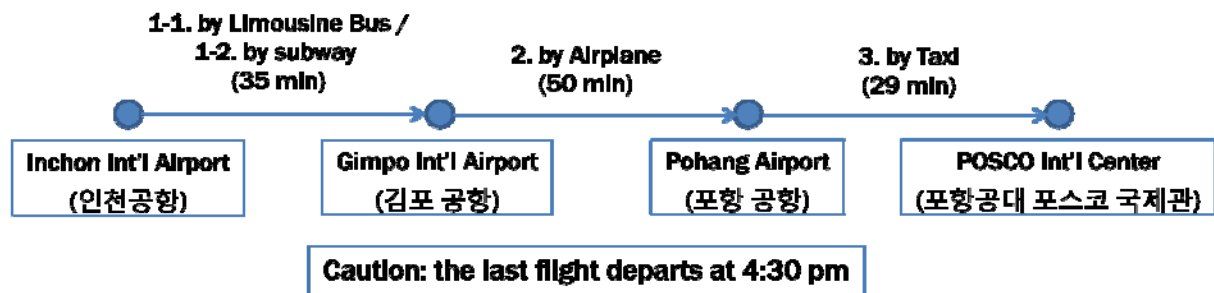 1-1. by Limousine Bus /
1-2. by subway
(35 min)
2. by Airplane
(50 min)
3. by Taxi
(29 min)
Inchon Int'l Airport
(인천공항)
Gimpo Int'l Airport
(김포 공항)
Pohang Airport
(포항 공항)
POSCO Int'l Center
(포항공대 포스코 국제관)
Caution: the last flight departs at 4:30 pm